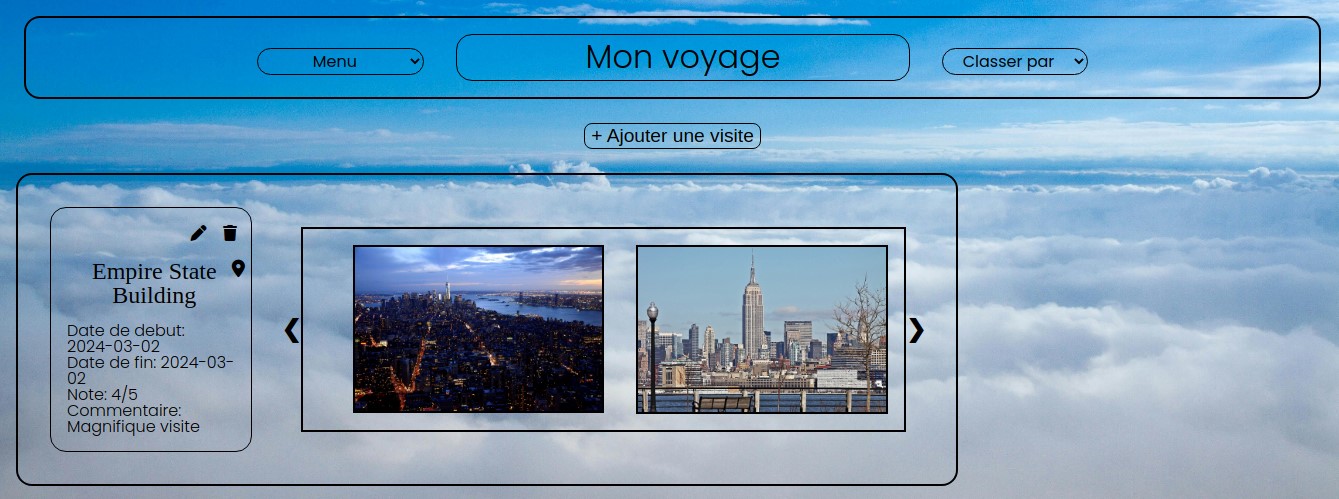 Menu
Mon voyage
Classer par
+ Ajouter une visite
Empire State
Building
Date de debut:
2024-03-02
Date de fin: 2024-03-
02
Note: 4/5
Commentaire:
Magnifique visite